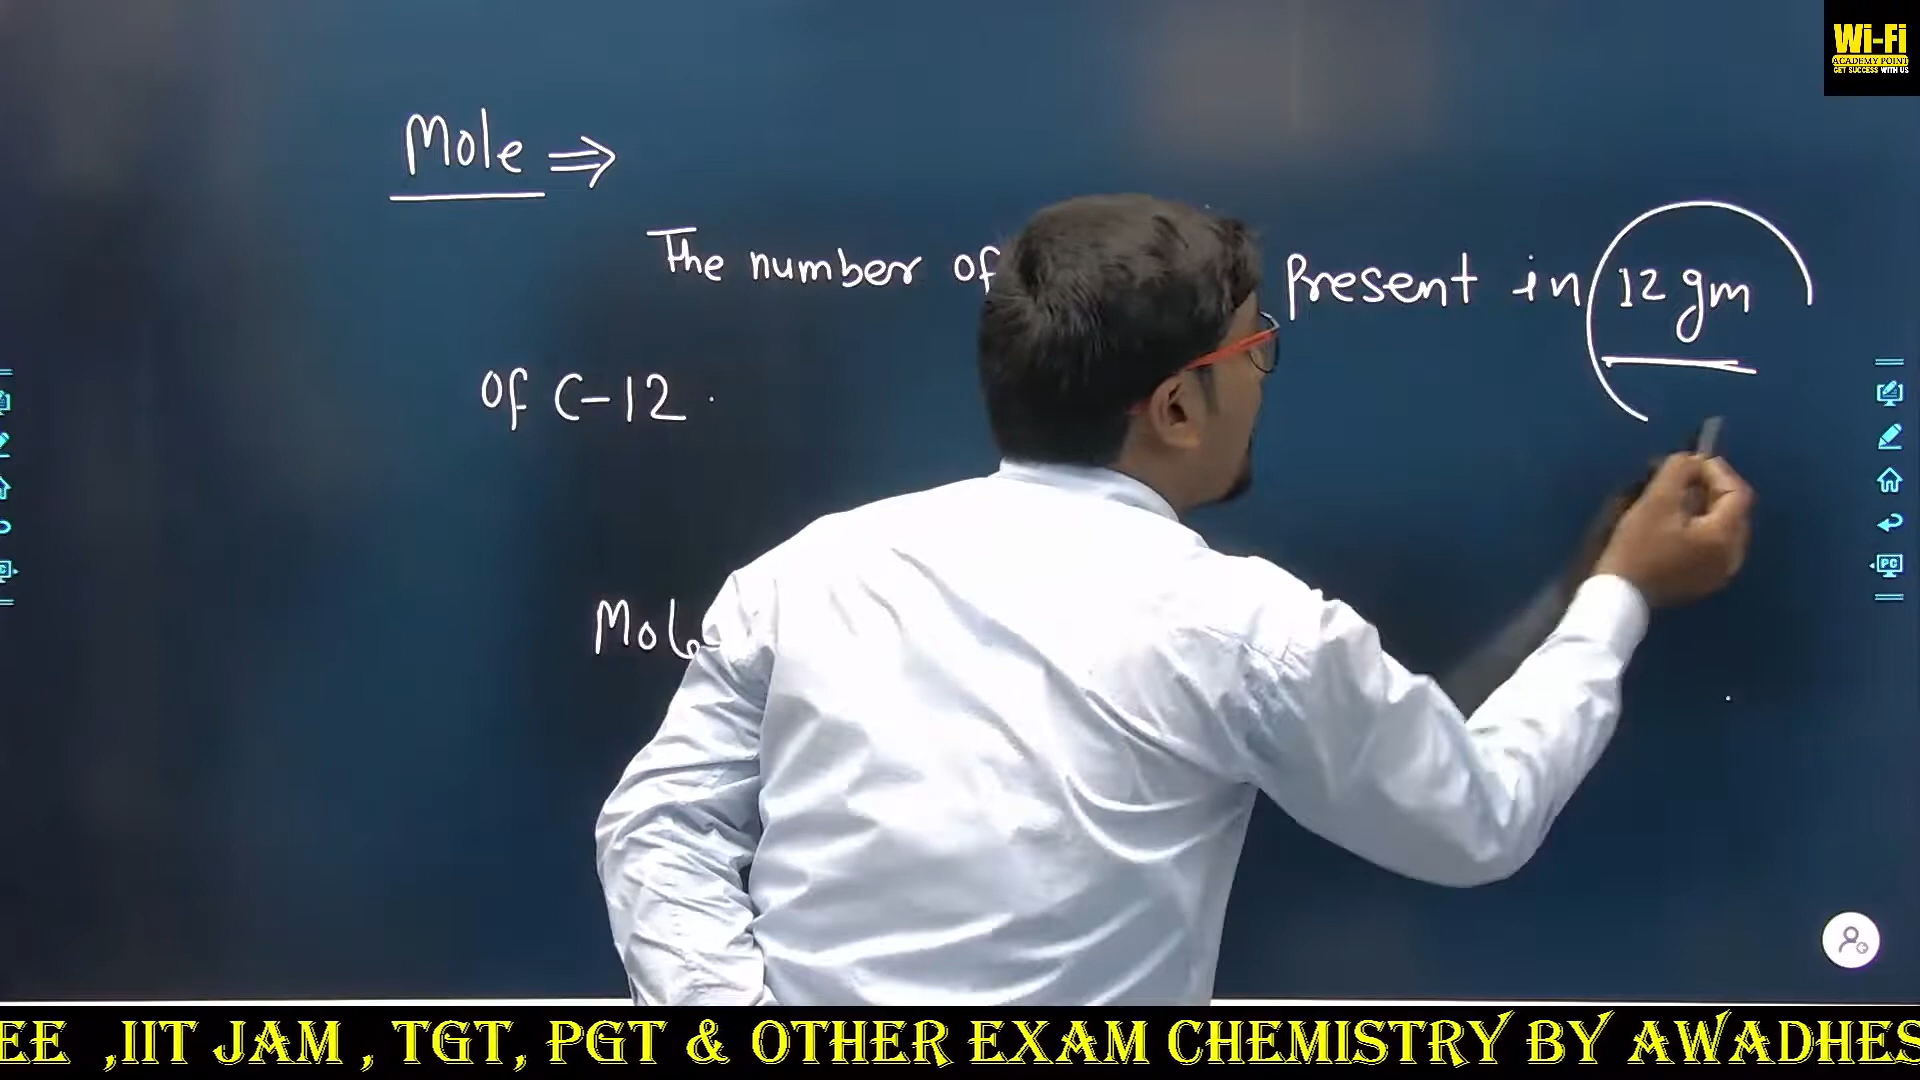 Wi-Fi
ACADEMY POINT
GET SUCCESS WITH US
Mole ⇒
The number of present in 12 gm
of C-12 .
PC
EE ,IIT JAM , TGT, PGT & OTHER EXAM CHEMISTRY BY AWADHES